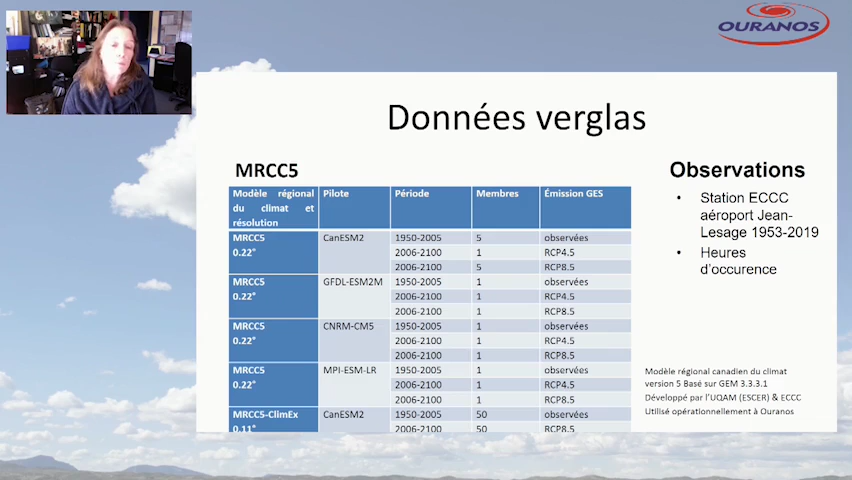 OURANOS
Données verglas
MRCC5
Modèle régional du climat et résolution Pilote Période Membres Émission GES
MRCC5 0.22° CanESM2 1950-2005 5 observées
2006-2100 1 RCP4.5
2006-2100 5 RCP8.5
MRCC5 0.22° GFDL-ESM2M 1950-2005 1 observées
2006-2100 1 RCP4.5
2006-2100 1 RCP8.5
MRCC5 0.22° CNRM-CM5 1950-2005 1 observées
2006-2100 1 RCP4.5
2006-2100 1 RCP8.5
MRCC5 0.22° MPI-ESM-LR 1950-2005 1 observées
2006-2100 1 RCP4.5
2006-2100 1 RCP8.5
MRCC5-ClimEx 0.11° CanESM2 1950-2005 50 observées
2006-2100 50 RCP8.5
Observations
• Station ECCC
aéroport Jean-
Lesage 1953-2019
• Heures
d'occurence
Modèle régional canadien du climat
version 5 Basé sur GEM 3.3.3.1
Développé par l'UQAM (ESCER) & ECCC
Utilisé opérationnellement à Ouranos